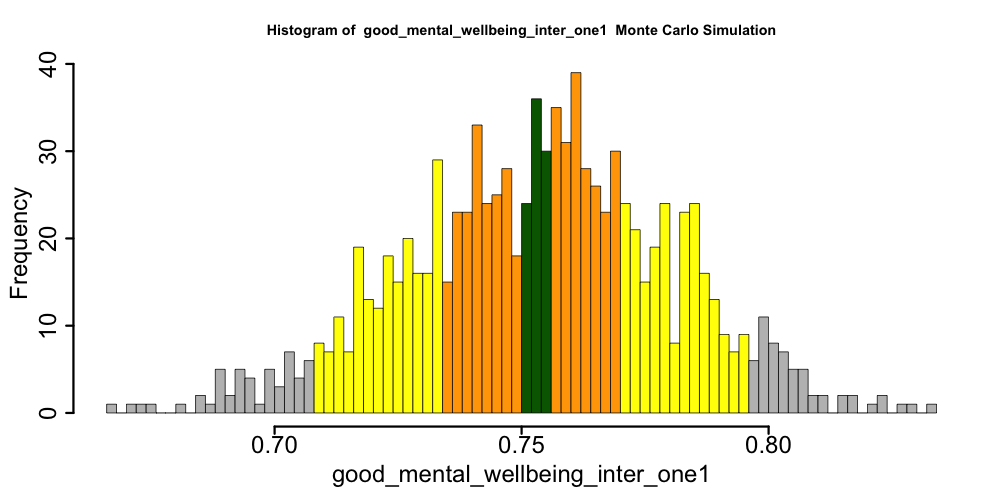 Histogram of  good_mental_wellbeing_inter_one1  Monte Carlo Simulation
40
30
20
10
0
Frequency
0.70 0.75 0.80
good_mental_wellbeing_inter_one1